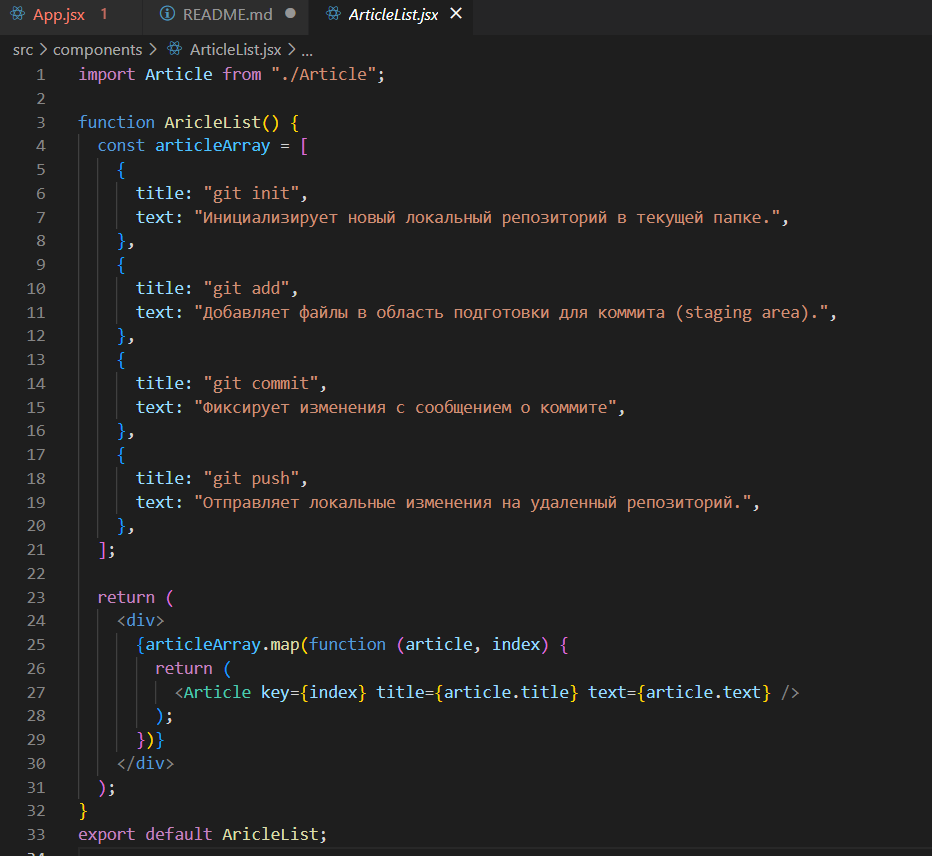 App.jsx 1 README.md ArticleList.jsx
src > components > ArticleList.jsx > ...
1 import Article from "./Article";
2
3 function AricleList() {
4 const articleArray = [
5 {
6 title: "git init",
7 text: "Инициализирует новый локальный репозиторий в текущей папке.",
8 },
9 {
10 title: "git add",
11 text: "Добавляет файлы в область подготовки для коммита (staging area).",
12 },
13 {
14 title: "git commit",
15 text: "Фиксирует изменения с сообщением о коммите",
16 },
17 {
18 title: "git push",
19 text: "Отправляет локальные изменения на удаленный репозиторий.",
20 },
21 ];
22
23 return (
24 <div>
25 {articleArray.map(function (article, index) {
26 return (
27 <Article key={index} title={article.title} text={article.text} />
28 );
29 })}
30 </div>
31 );
32 }
33 export default AricleList;
34